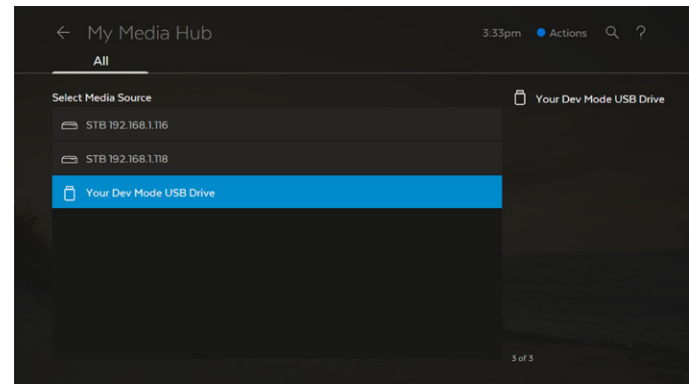 ← My Media Hub
3:33pm Actions ?
All
Select Media Source
Your Dev Mode USB Drive
STB 192.168.1.116
STB 192.168.1.118
Your Dev Mode USB Drive
3 of 3